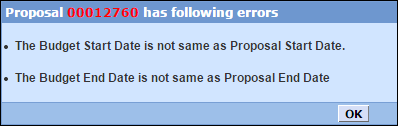 Proposal 00012760 has following errors
• The Budget Start Date is not same as Proposal Start Date.
• The Budget End Date is not same as Proposal End Date
OK